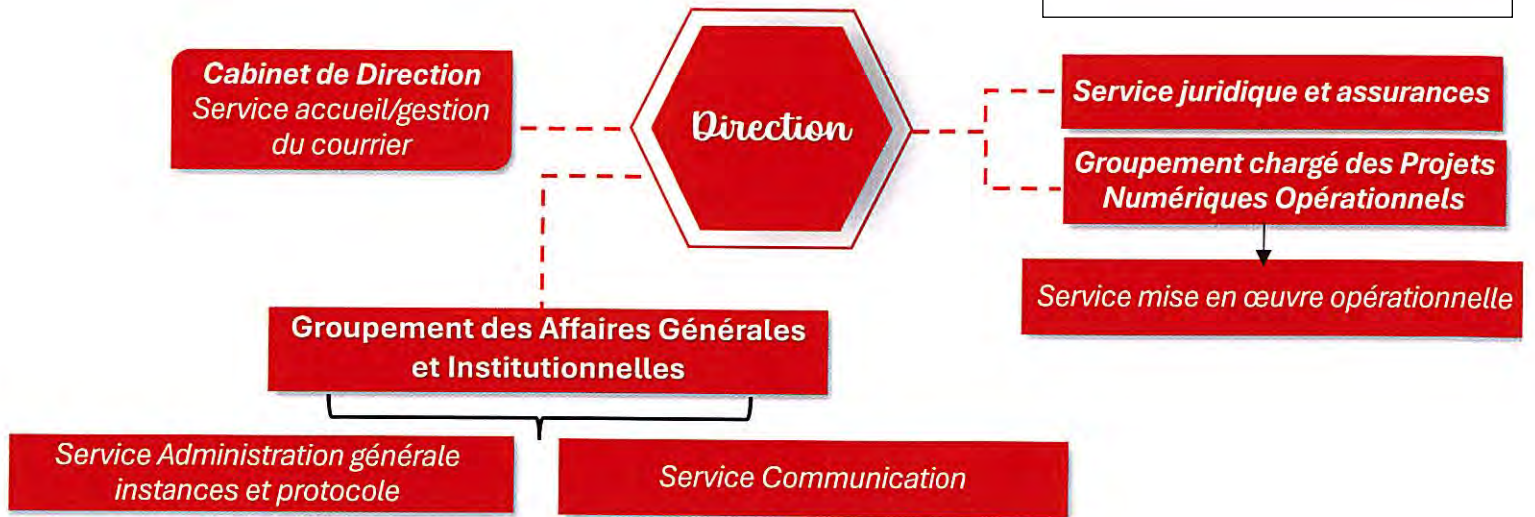 Cabinet de Direction
Service accueil/gestion
du courrier
Direction
Service juridique et assurances
Groupement chargé des Projets
Numériques Opérationnels
Service mise en œuvre opérationnelle
Groupement des Affaires Générales
et Institutionnelles
Service Administration générale
instances et protocole
Service Communication